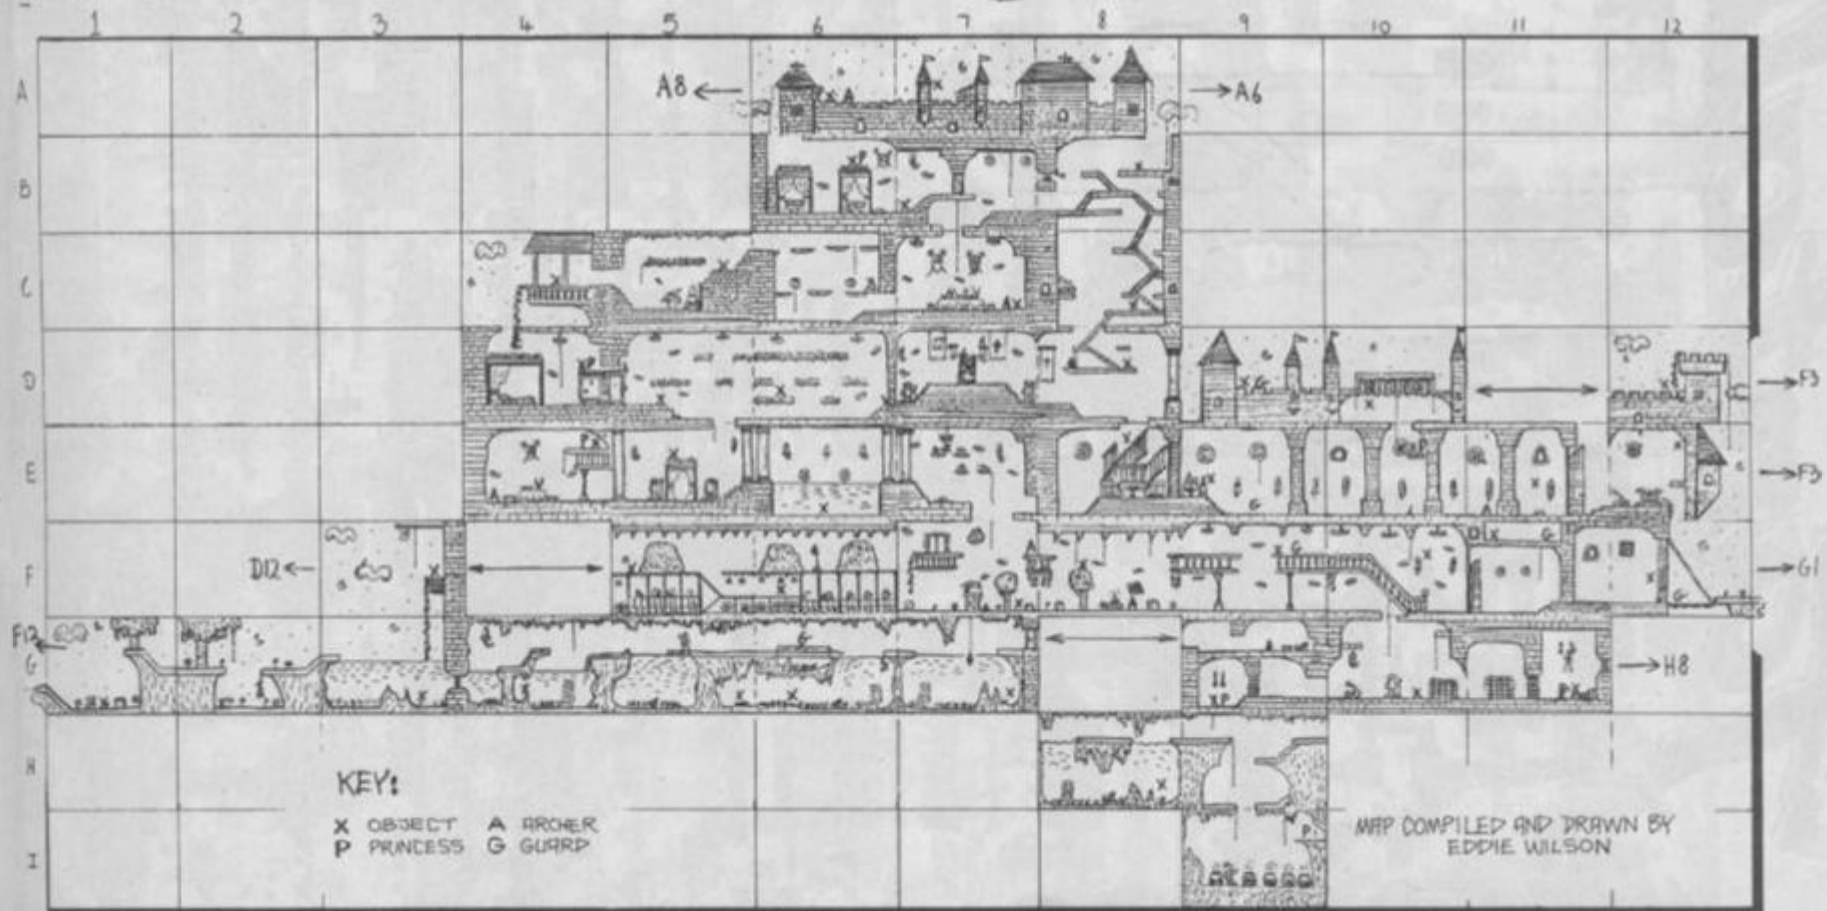 1 2 3 4 5 6 7 8 9 10 11 12
A
A8 ← → A6
B
C
D
→ F3
E
→ F3
F
D12 ←
→ G1
F12 ←
G
→ H8
H
I
KEY:
X OBJECT A ARCHER
P PRINCESS G GUARD
MAP COMPILED AND DRAWN BY
EDDIE WILSON